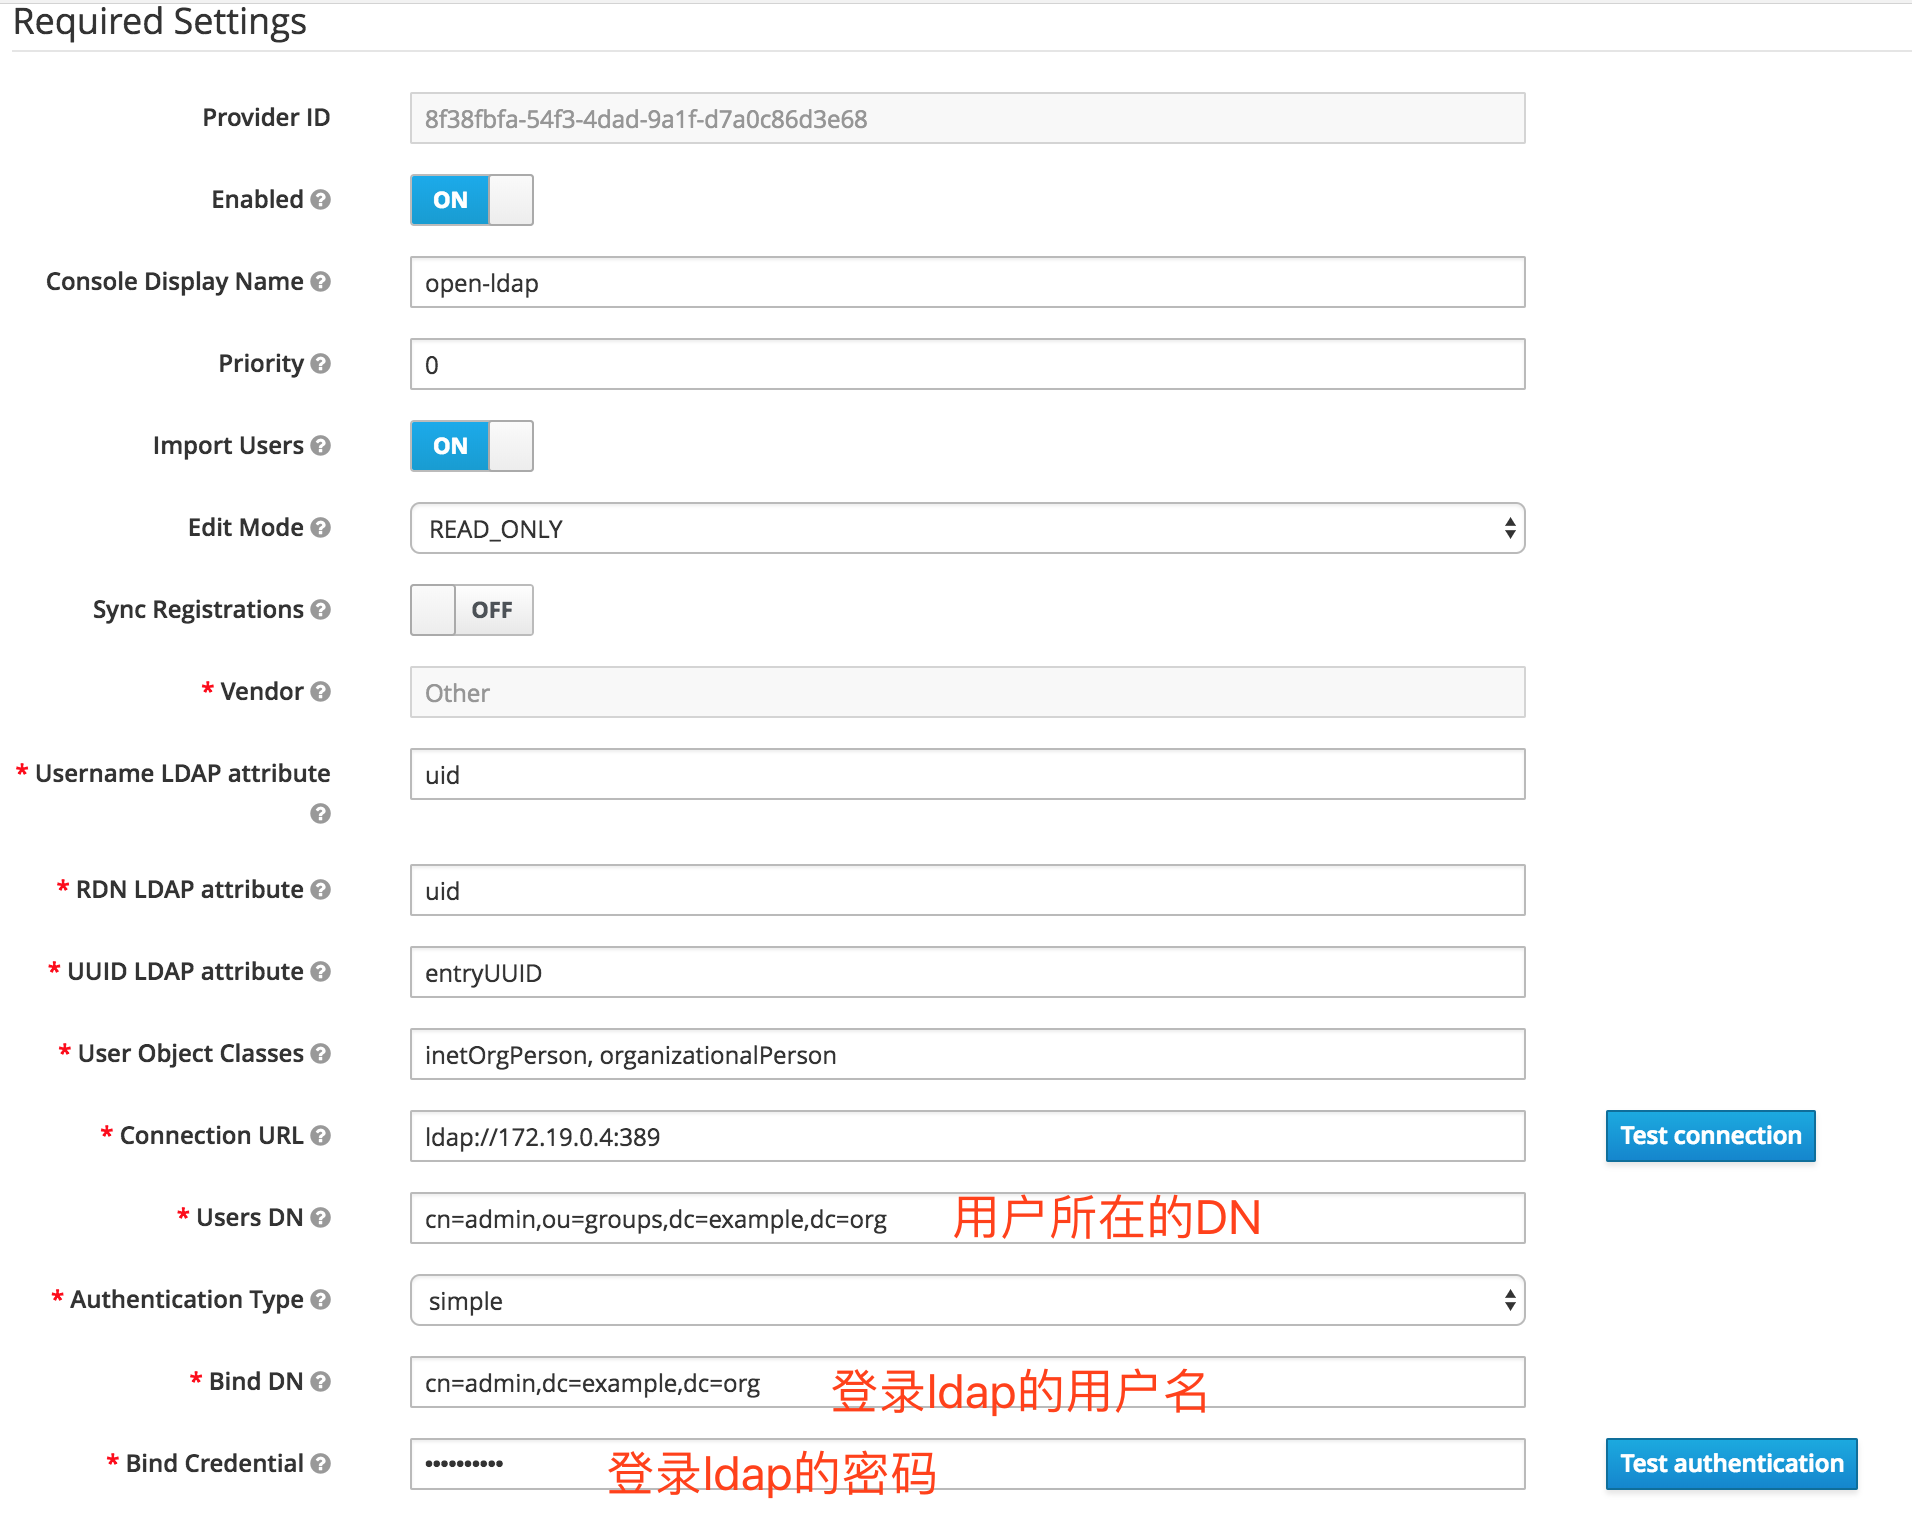 Required Settings
Provider ID
8f38fbfa-54f3-4dad-9a1f-d7a0c86d3e68
Enabled
ON
Console Display Name
open-ldap
Priority
0
Import Users
ON
Edit Mode
READ_ONLY
Sync Registrations
OFF
* Vendor
Other
* Username LDAP attribute
uid
* RDN LDAP attribute
uid
* UUID LDAP attribute
entryUUID
* User Object Classes
inetOrgPerson, organizationalPerson
* Connection URL
ldap://172.19.0.4:389
Test connection
* Users DN
cn=admin,ou=groups,dc=example,dc=org
用户所在的DN
* Authentication Type
simple
* Bind DN
cn=admin,dc=example,dc=org
登录ldap的用户名
* Bind Credential
••••••••••
登录ldap的密码
Test authentication